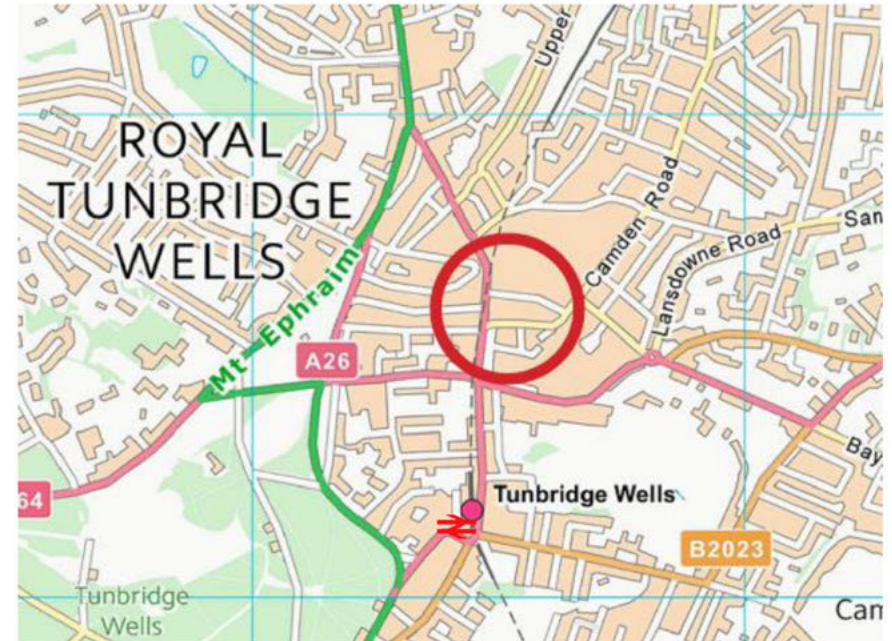 Upper
ROYAL
TUNBRIDGE
WELLS
Camden Road
Lansdowne Road
San
Mt Ephraim
A26
Bay
64
Tunbridge Wells
B2023
Tunbridge
Wells
Cam